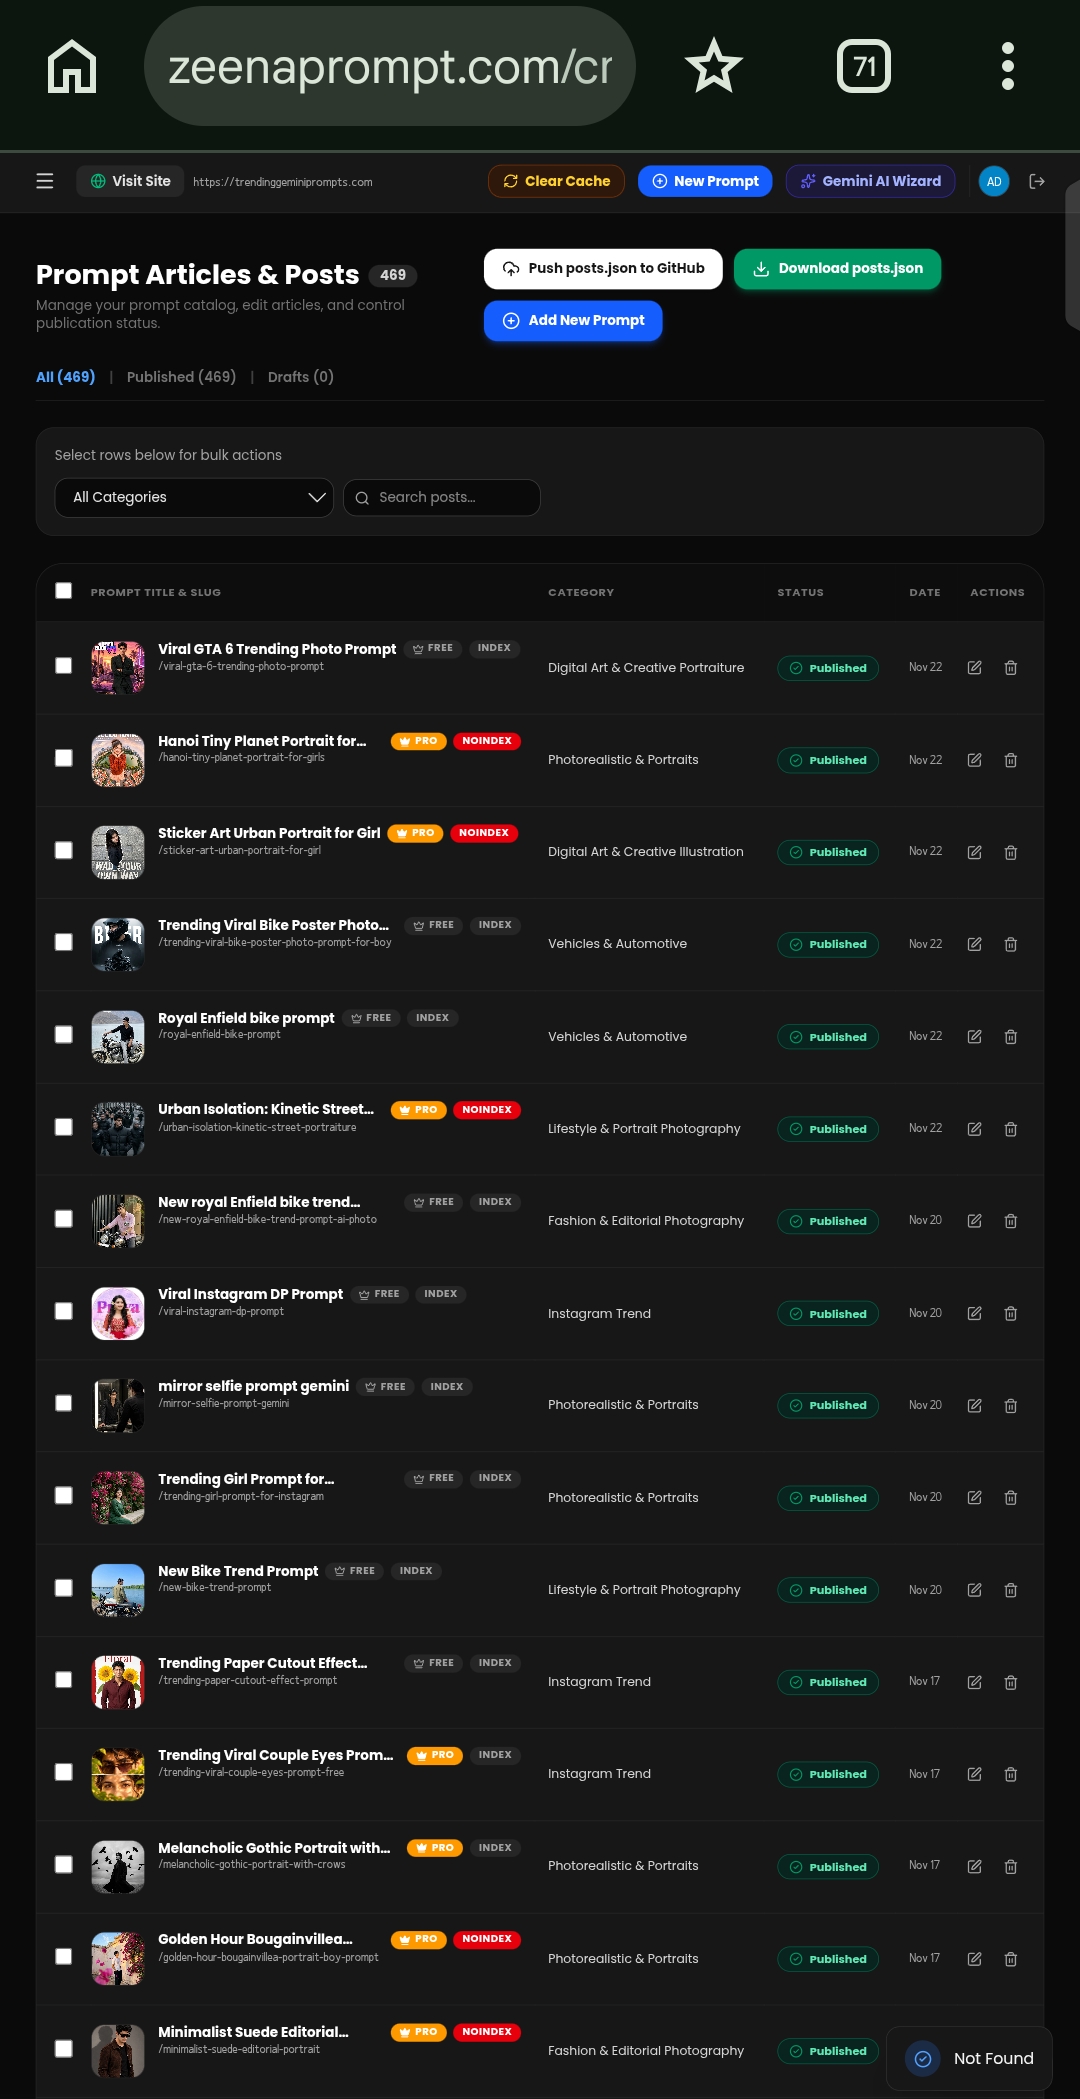 zeenaprompt.com/cr
71
Visit Site
https://trendinggeminiprompts.com
Clear Cache
New Prompt
Gemini AI Wizard
AD
Prompt Articles & Posts 469
Manage your prompt catalog, edit articles, and control
publication status.
Push posts.json to GitHub
Download posts.json
Add New Prompt
All (469) | Published (469) | Drafts (0)
Select rows below for bulk actions
All Categories
Search posts...
PROMPT TITLE & SLUG CATEGORY STATUS DATE ACTIONS
Viral GTA 6 Trending Photo Prompt FREE INDEX
/viral-gta-6-trending-photo-prompt
Digital Art & Creative Portraiture Published Nov 22
Hanoi Tiny Planet Portrait for... PRO NOINDEX
/hanoi-tiny-planet-portrait-for-girls
Photorealistic & Portraits Published Nov 22
Sticker Art Urban Portrait for Girl PRO NOINDEX
/sticker-art-urban-portrait-for-girl
Digital Art & Creative Illustration Published Nov 22
Trending Viral Bike Poster Photo... FREE INDEX
/trending-viral-bike-poster-photo-prompt-for-boy
Vehicles & Automotive Published Nov 22
Royal Enfield bike prompt FREE INDEX
/royal-enfield-bike-prompt
Vehicles & Automotive Published Nov 22
Urban Isolation: Kinetic Street... PRO NOINDEX
/urban-isolation-kinetic-street-portraiture
Lifestyle & Portrait Photography Published Nov 22
New royal Enfield bike trend... FREE INDEX
/new-royal-enfield-bike-trend-prompt-ai-photo
Fashion & Editorial Photography Published Nov 20
Viral Instagram DP Prompt FREE INDEX
/viral-instagram-dp-prompt
Instagram Trend Published Nov 20
mirror selfie prompt gemini FREE INDEX
/mirror-selfie-prompt-gemini
Photorealistic & Portraits Published Nov 20
Trending Girl Prompt for... FREE INDEX
/trending-girl-prompt-for-instagram
Photorealistic & Portraits Published Nov 20
New Bike Trend Prompt FREE INDEX
/new-bike-trend-prompt
Lifestyle & Portrait Photography Published Nov 20
Trending Paper Cutout Effect... FREE INDEX
/trending-paper-cutout-effect-prompt
Instagram Trend Published Nov 17
Trending Viral Couple Eyes Prom... PRO INDEX
/trending-viral-couple-eyes-prompt-free
Instagram Trend Published Nov 17
Melancholic Gothic Portrait with... PRO INDEX
/melancholic-gothic-portrait-with-crows
Photorealistic & Portraits Published Nov 17
Golden Hour Bougainvillea... PRO NOINDEX
/golden-hour-bougainvillea-portrait-boy-prompt
Photorealistic & Portraits Published Nov 17
Minimalist Suede Editorial... PRO NOINDEX
/minimalist-suede-editorial-portrait
Fashion & Editorial Photography Published
Not Found